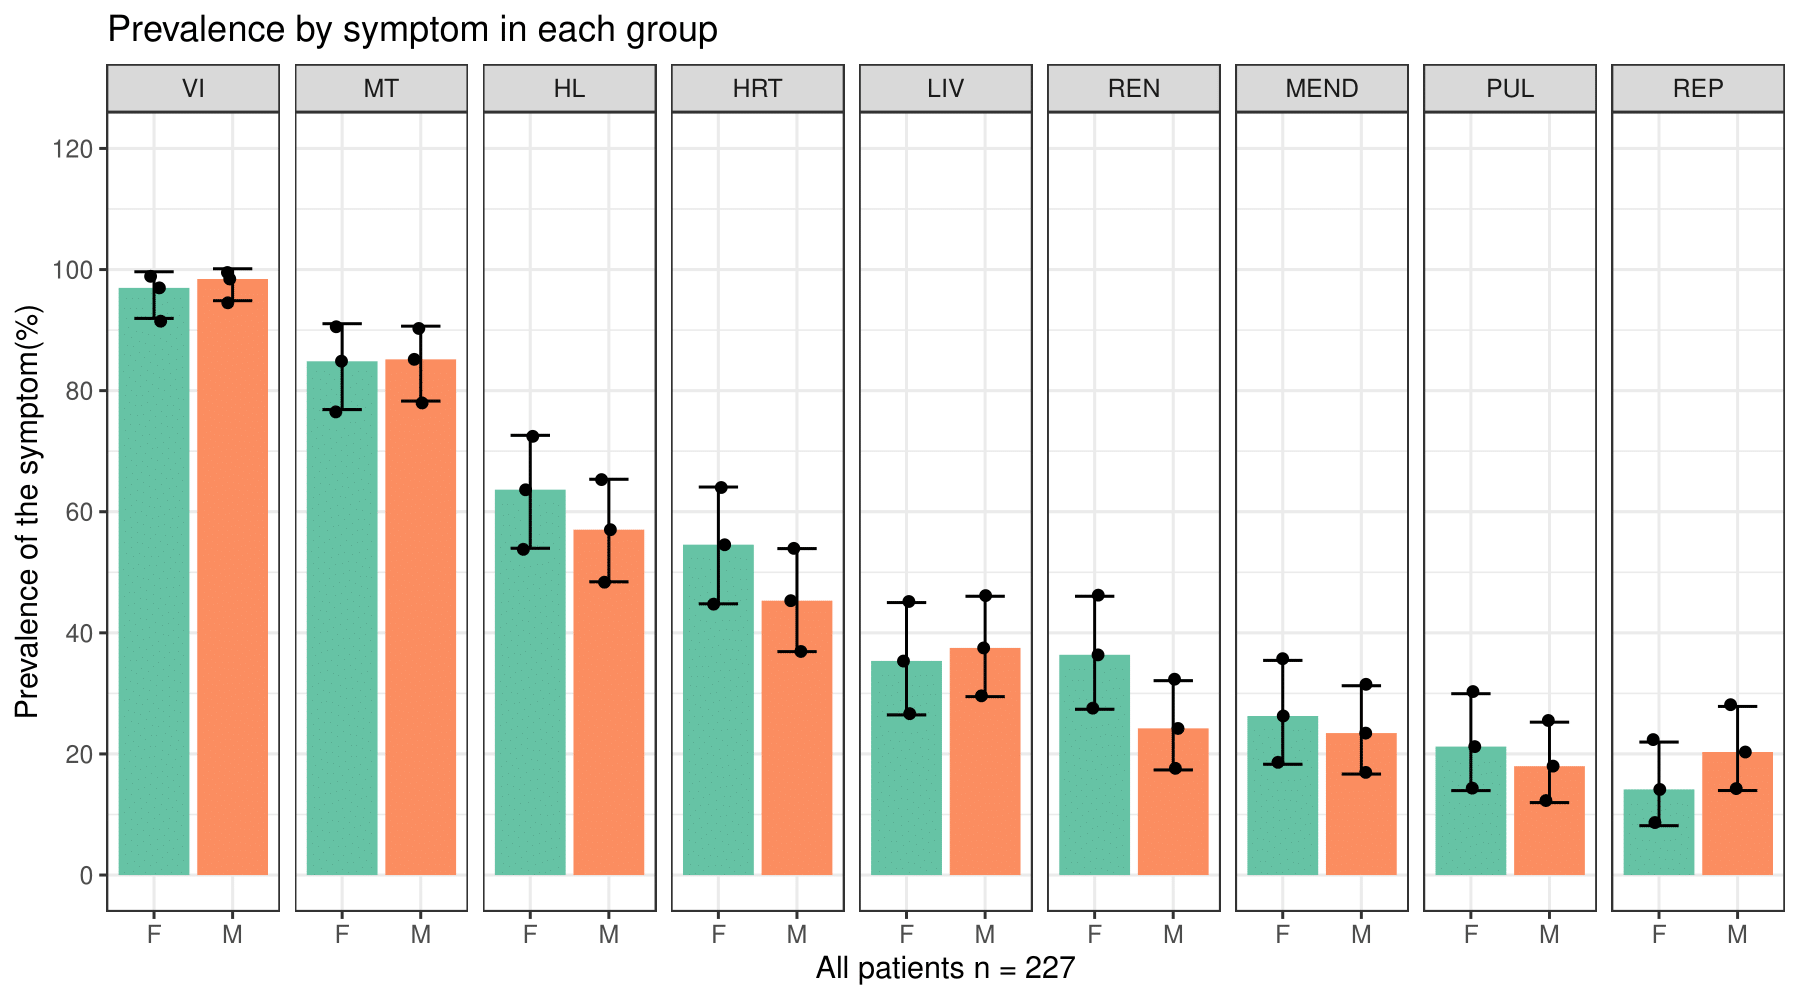 Prevalence by symptom in each group
VI MT HL HRT LIV REN MEND PUL REP
Prevalence of the symptom(%)
120
100
80
60
40
20
0
F M F M F M F M F M F M F M F M F M
All patients n = 227